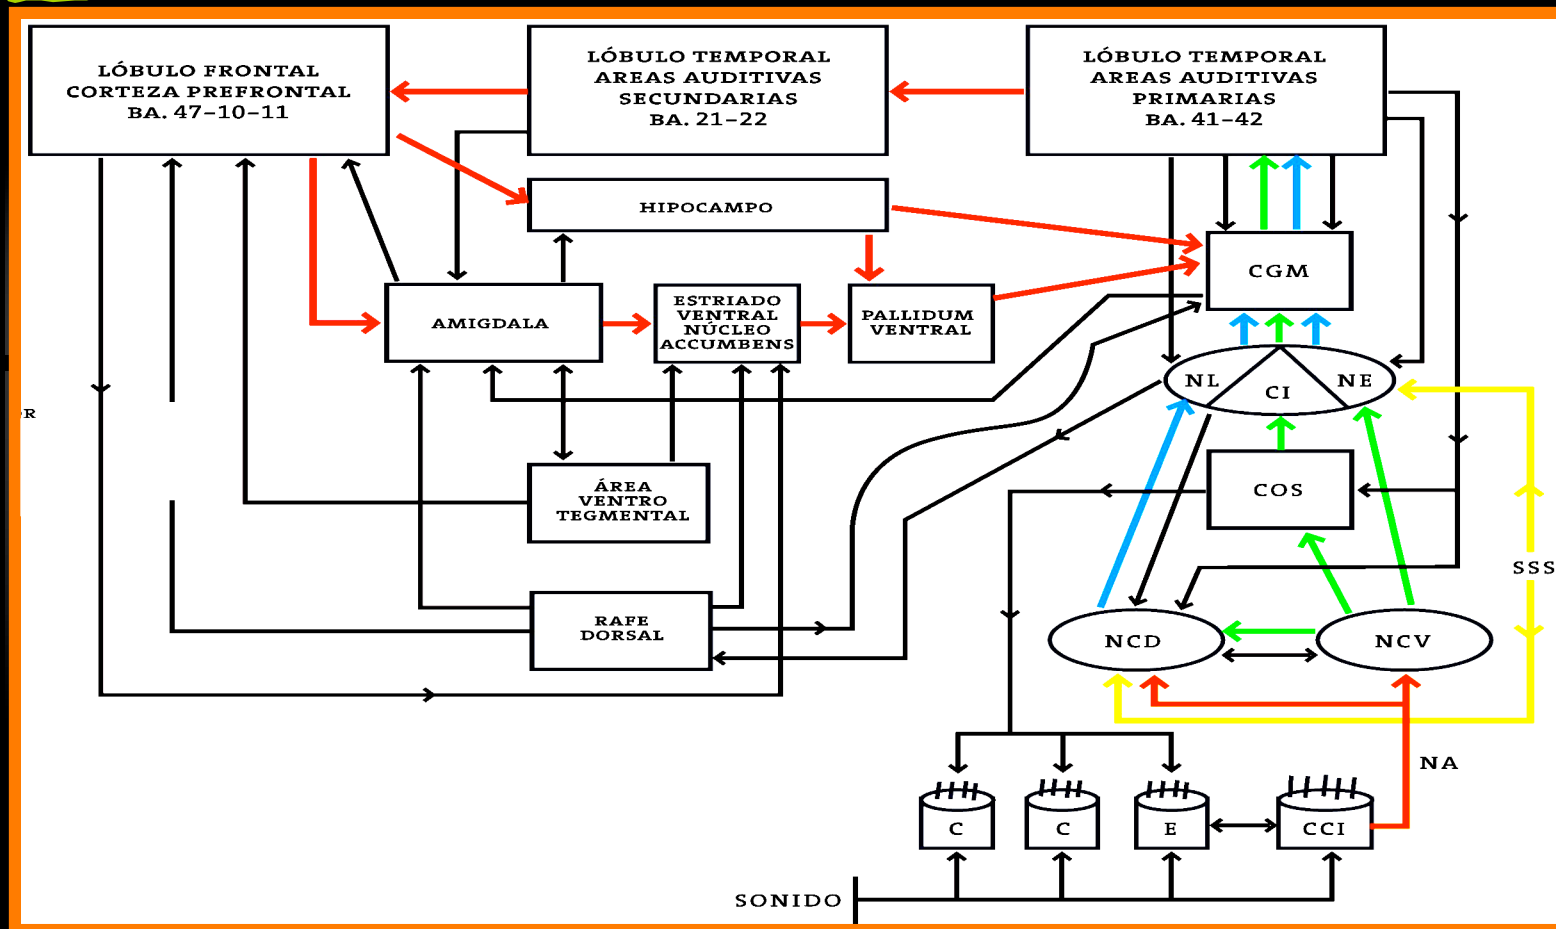 LÓBULO FRONTAL
CORTEZA PREFRONTAL
BA. 47-10-11
LÓBULO TEMPORAL
AREAS AUDITIVAS
SECUNDARIAS
BA. 21-22
LÓBULO TEMPORAL
AREAS AUDITIVAS
PRIMARIAS
BA. 41-42
HIPOCAMPO
CGM
AMIGDALA
ESTRIADO
VENTRAL
NÚCLEO
ACCUMBENS
PALLIDUM
VENTRAL
NL
CI
NE
R
ÁREA
VENTRO
TEGMENTAL
COS
SSS
RAFE
DORSAL
NCD
NCV
NA
C
C
E
CCI
SONIDO